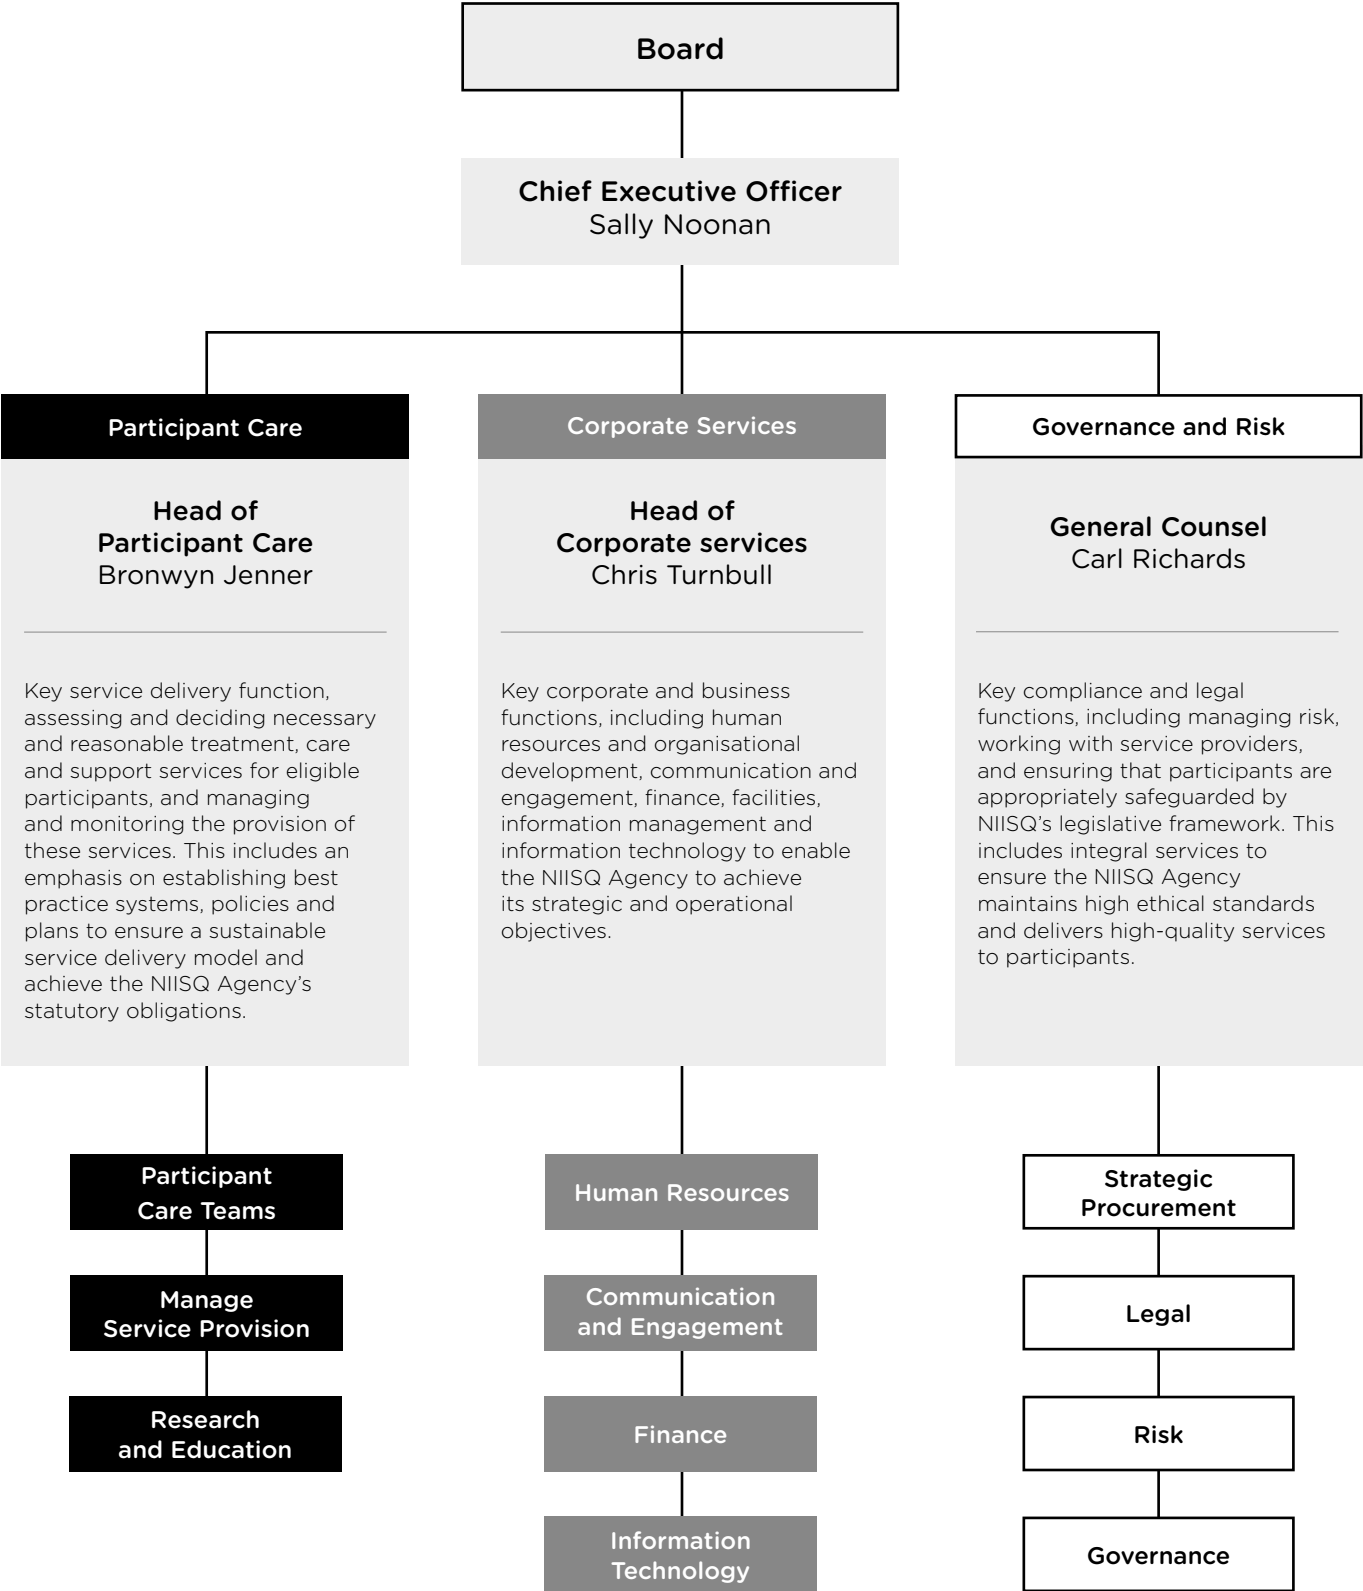 Board
Chief Executive Officer
Sally Noonan
Participant Care
Head of
Participant Care
Bronwyn Jenner
Key service delivery function,
assessing and deciding necessary
and reasonable treatment, care
and support services for eligible
participants, and managing
and monitoring the provision of
these services. This includes an
emphasis on establishing best
practice systems, policies and
plans to ensure a sustainable
service delivery model and
achieve the NIISQ Agency’s
statutory obligations.
Participant
Care Teams
Manage
Service Provision
Research
and Education
Corporate Services
Head of
Corporate services
Chris Turnbull
Key corporate and business
functions, including human
resources and organisational
development, communication and
engagement, finance, facilities,
information management and
information technology to enable
the NIISQ Agency to achieve
its strategic and operational
objectives.
Human Resources
Communication
and Engagement
Finance
Information
Technology
Governance and Risk
General Counsel
Carl Richards
Key compliance and legal
functions, including managing risk,
working with service providers,
and ensuring that participants are
appropriately safeguarded by
NIISQ’s legislative framework. This
includes integral services to
ensure the NIISQ Agency
maintains high ethical standards
and delivers high-quality services
to participants.
Strategic
Procurement
Legal
Risk
Governance